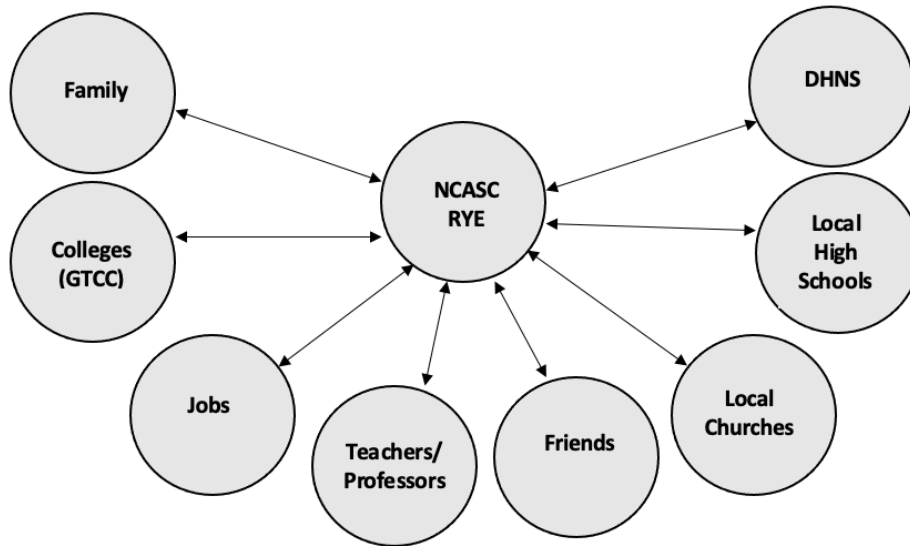 Family
DHNS
NCASC
RYE
Colleges
(GTCC)
Local
High
Schools
Jobs
Teachers/
Professors
Friends
Local
Churches